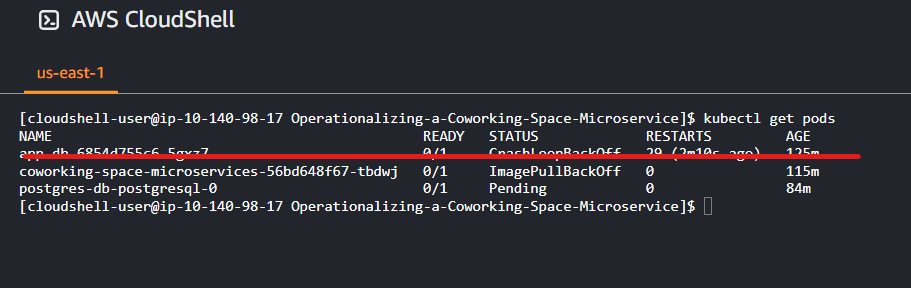 AWS CloudShell
us-east-1
[cloudshell-user@ip-10-140-98-17 Operationalizing-a-Coworking-Space-Microservice]$ kubectl get pods
NAME READY STATUS RESTARTS AGE
app-db-6854d755c6-5gxz7 0/1 CrashLoopBackOff 29 (2m10s ago) 125m
coworking-space-microservices-56bd648f67-tbdwj 0/1 ImagePullBackOff 0 115m
postgres-db-postgresql-0 0/1 Pending 0 84m
[cloudshell-user@ip-10-140-98-17 Operationalizing-a-Coworking-Space-Microservice]$